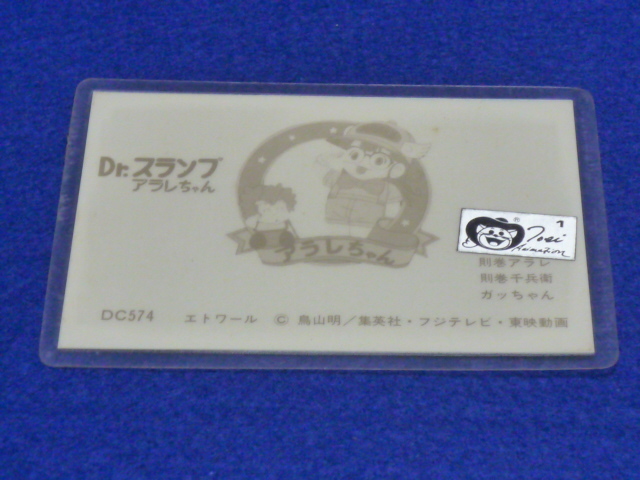 Dr.スランプ
アラレちゃん
アラレちゃん
Toei
Animation
則巻アラレ
則巻千兵衛
ガッちゃん
DC574 エトワール © 鳥山明／集英社・フジテレビ・東映動画